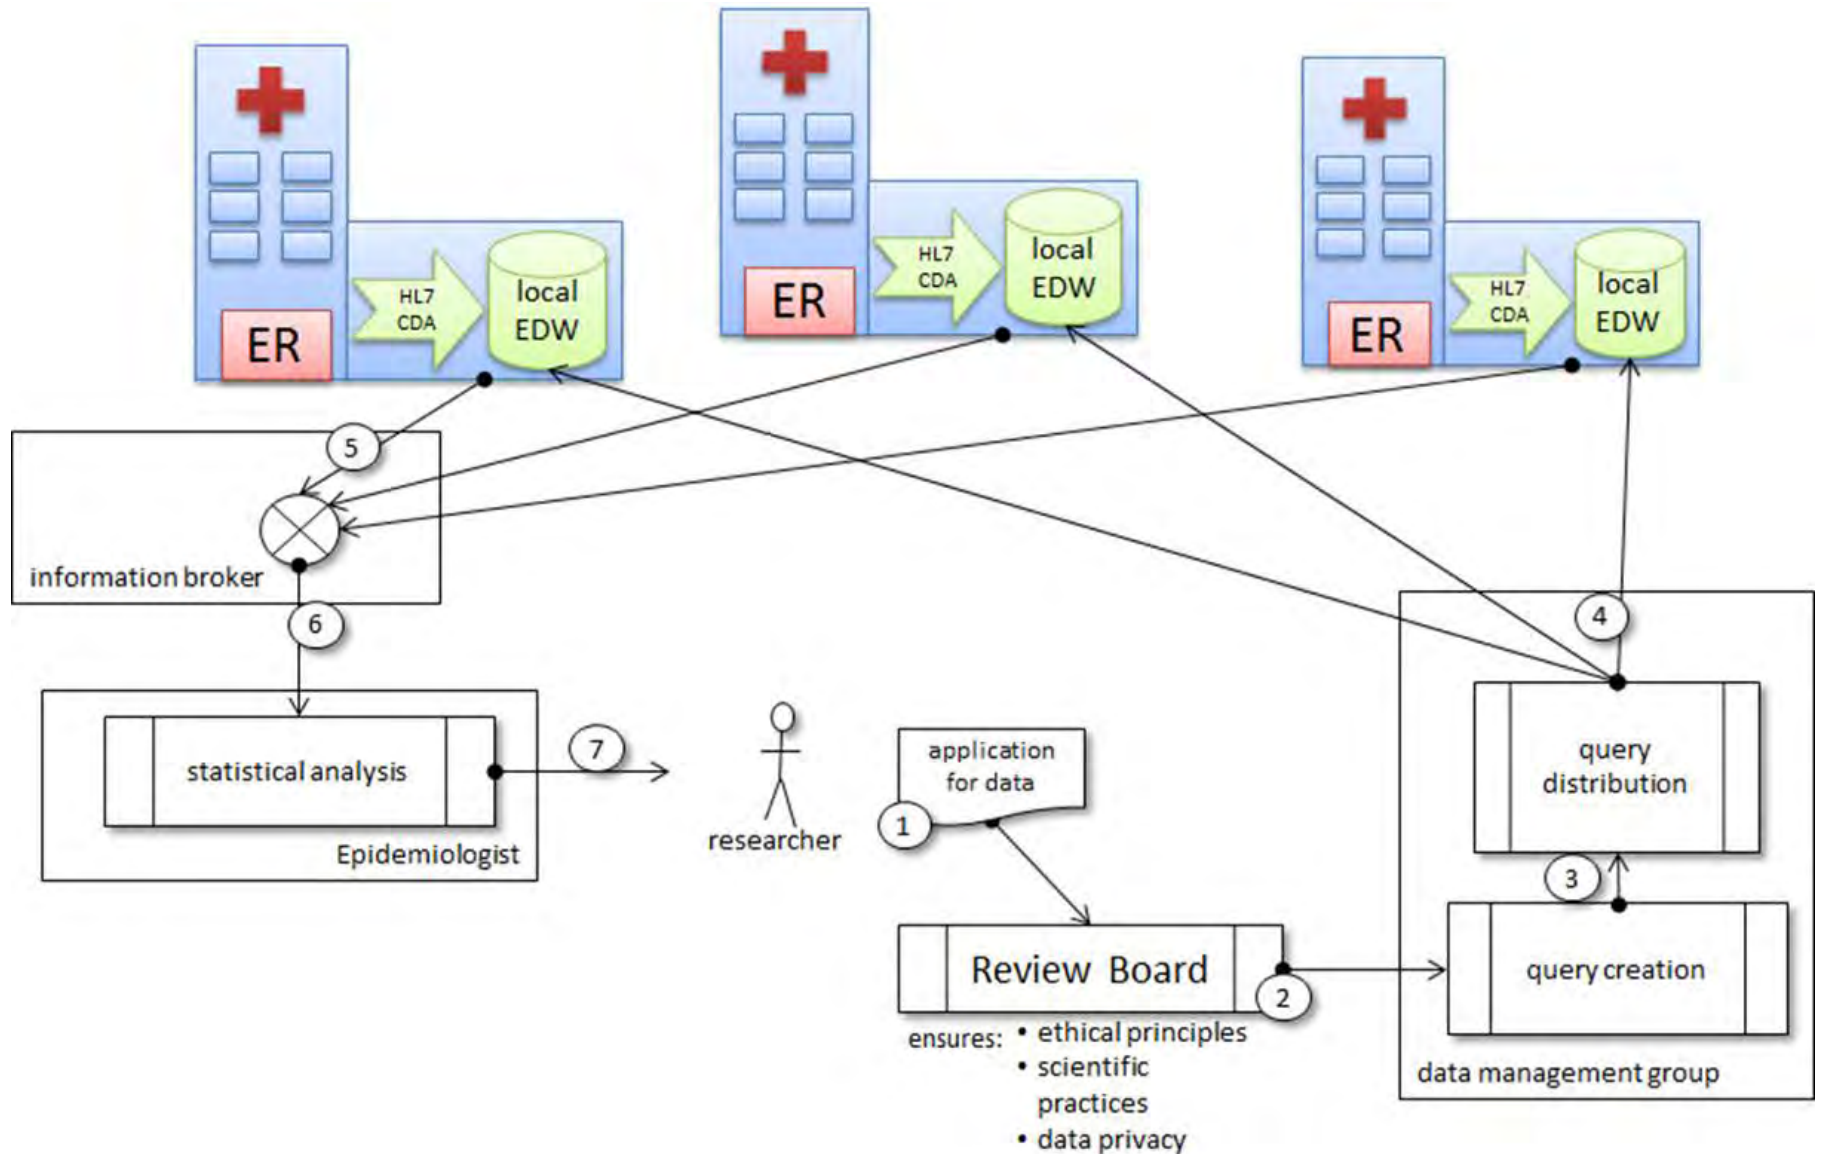 HL7
CDA
local
EDW
ER
HL7
CDA
local
EDW
ER
HL7
CDA
local
EDW
ER
5
information broker
6
statistical analysis
Epidemiologist
7
researcher
application
for data
1
Review Board
2
ensures:
• ethical principles
• scientific
practices
• data privacy
4
query
distribution
3
query creation
data management group